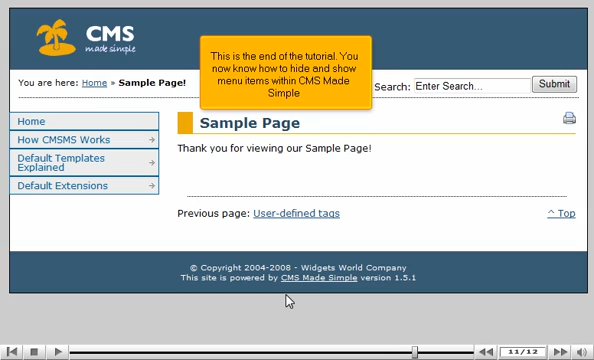 CMS
made simple
This is the end of the tutorial. You
now know how to hide and show
menu items within CMS Made
Simple
You are here: Home » Sample Page!
Search: Enter Search... Submit
Home
How CMSMS Works
Default Templates
Explained
Default Extensions
Sample Page
Thank you for viewing our Sample Page!
Previous page: User-defined tags
^ Top
© Copyright 2004-2008 - Widgets World Company
This site is powered by CMS Made Simple version 1.5.1
11/12